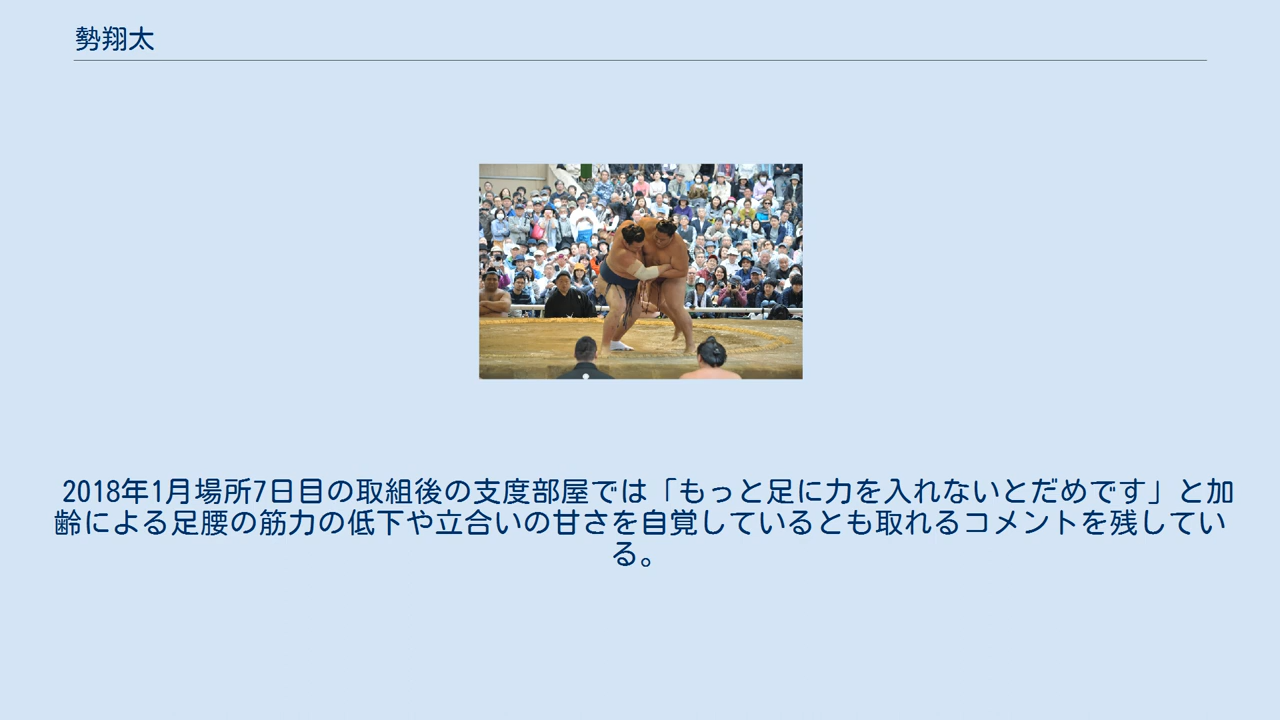 勢翔太
2018年1月場所7日目の取組後の支度部屋では「もっと足に力を入れないとだめです」と加
齢による足腰の筋力の低下や立合いの甘さを自覚しているとも取れるコメントを残してい
る。